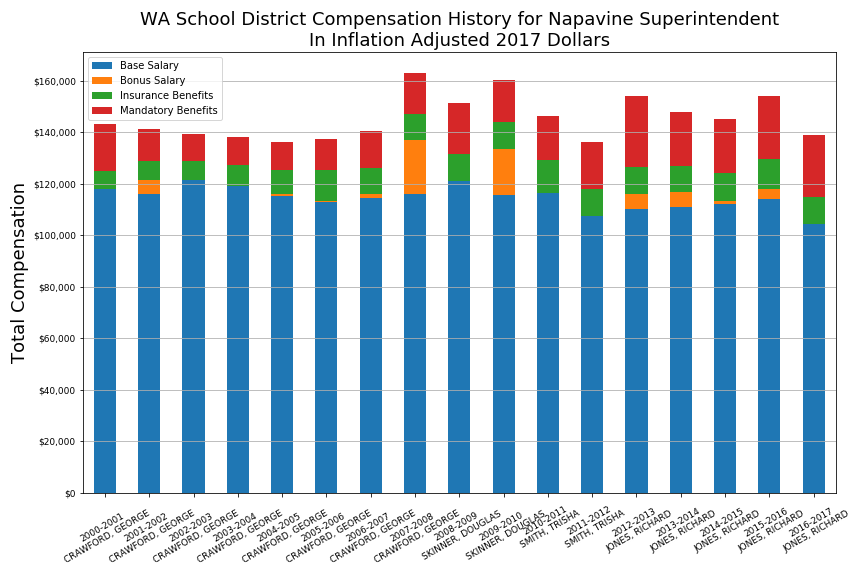 WA School District Compensation History for Napavine Superintendent
In Inflation Adjusted 2017 Dollars
Base Salary
Bonus Salary
Insurance Benefits
Mandatory Benefits
Total Compensation
$160,000
$140,000
$120,000
$100,000
$80,000
$60,000
$40,000
$20,000
$0
2000-2001
CRAWFORD, GEORGE
2001-2002
CRAWFORD, GEORGE
2002-2003
CRAWFORD, GEORGE
2003-2004
CRAWFORD, GEORGE
2004-2005
CRAWFORD, GEORGE
2005-2006
CRAWFORD, GEORGE
2006-2007
CRAWFORD, GEORGE
2007-2008
CRAWFORD, GEORGE
2008-2009
SKINNER, DOUGLAS
2009-2010
SKINNER, DOUGLAS
2010-2011
SMITH, TRISHA
2011-2012
SMITH, TRISHA
2012-2013
JONES, RICHARD
2013-2014
JONES, RICHARD
2014-2015
JONES, RICHARD
2015-2016
JONES, RICHARD
2016-2017
JONES, RICHARD